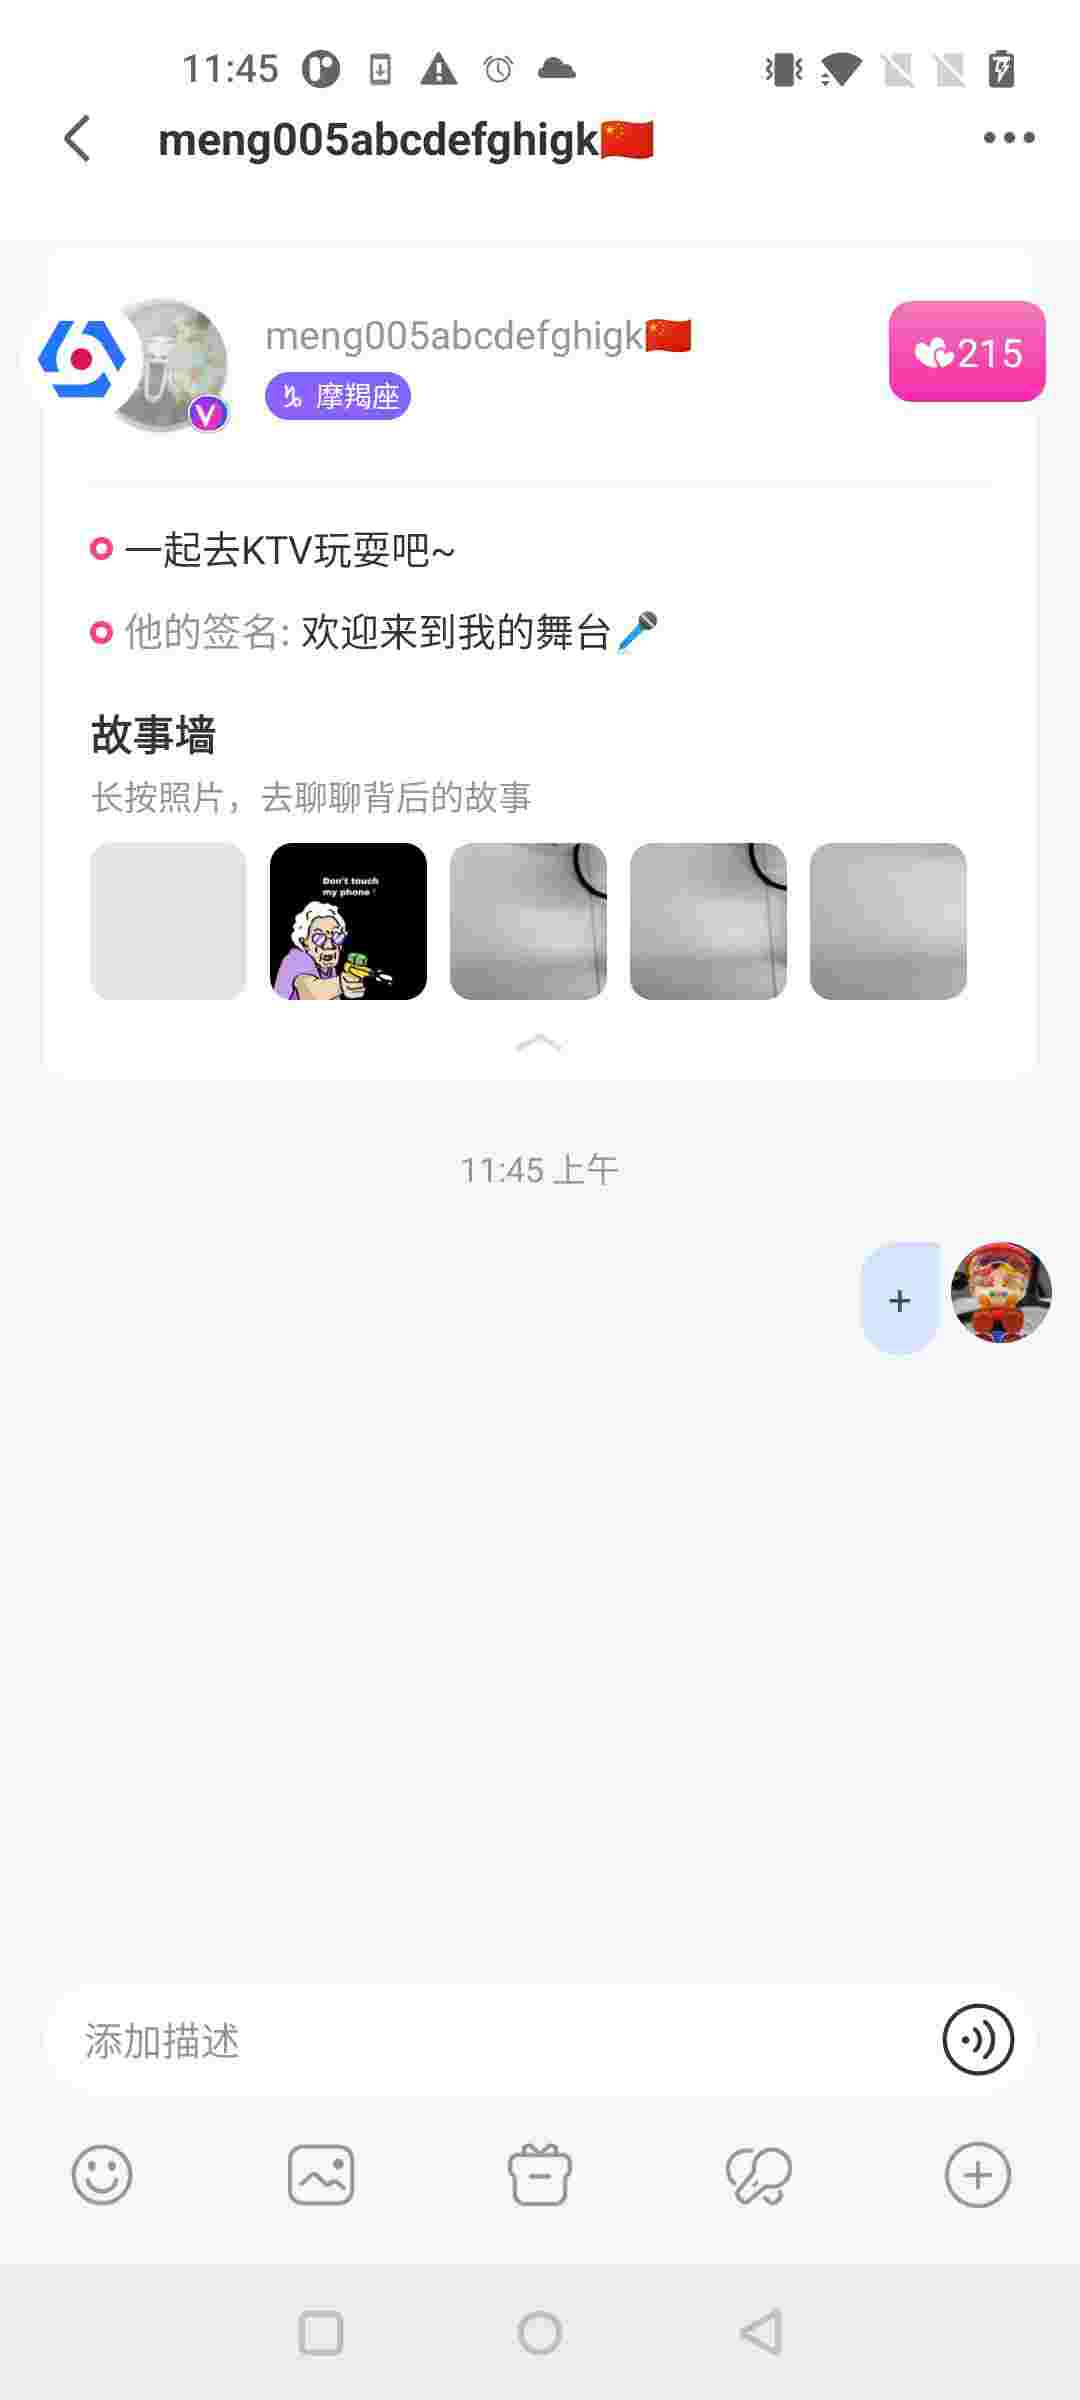 11:45
meng005abcdefghigk🇨🇳
meng005abcdefghigk🇨🇳
215
♑ 摩羯座
一起去KTV玩耍吧~
他的签名: 欢迎来到我的舞台🎤
故事墙
长按照片，去聊聊背后的故事
Don't touch
my phone !
11:45 上午
+
添加描述